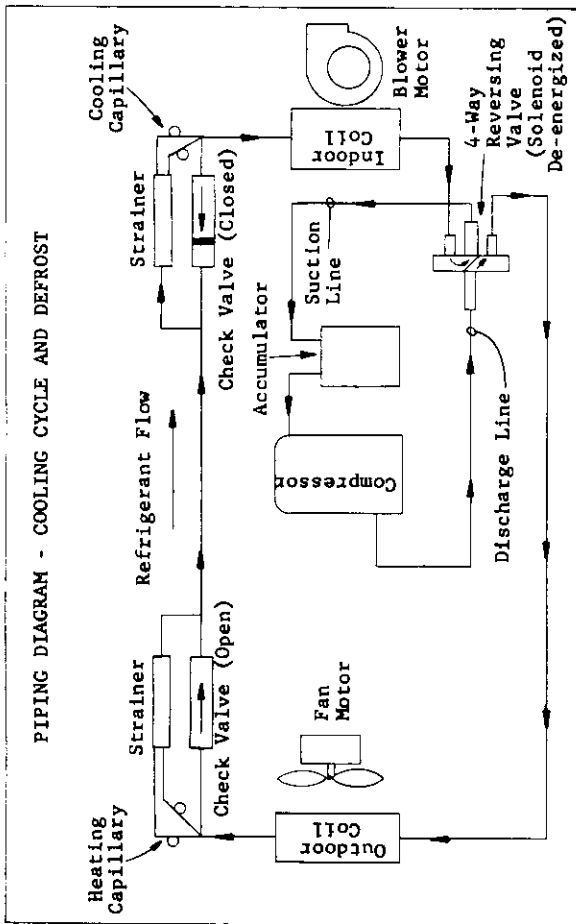 PIPING DIAGRAM - COOLING CYCLE AND DEFROST
Heating
Capillary
Strainer
Check Valve (Open)
Refrigerant Flow
Strainer
Check Valve (Closed)
Cooling
Capillary
Outdoor
Coil
Fan
Motor
Compressor
Accumulator
Suction
Line
Discharge Line
Indoor
Coil
Blower
Motor
4-Way
Reversing
Valve
(Solenoid
De-energized)